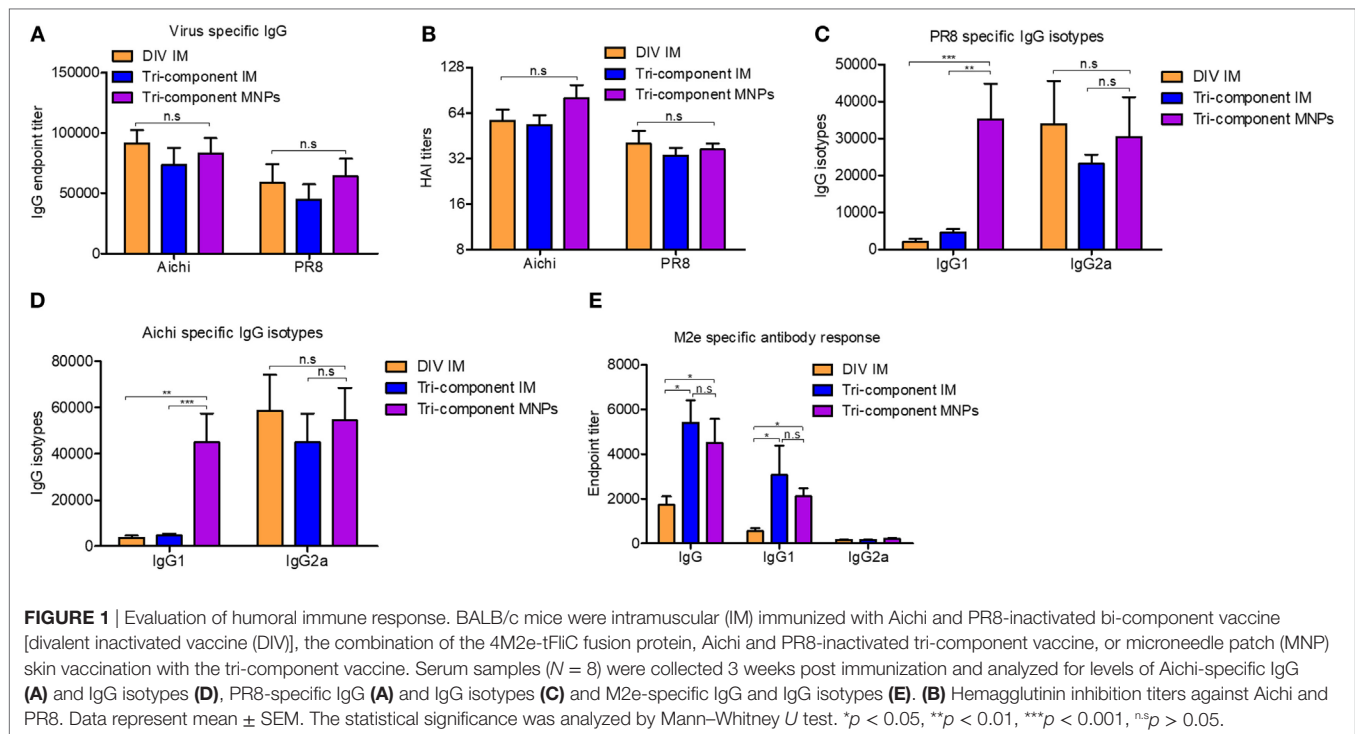 A
Virus specific IgG
DIV IM
Tri-component IM
Tri-component MNPs
IgG endpoint titer
150000
100000
50000
0
n.s
n.s
Aichi
PR8
B
DIV IM
Tri-component IM
Tri-component MNPs
HAI titers
128
64
32
16
8
n.s
n.s
Aichi
PR8
C
PR8 specific IgG isotypes
DIV IM
Tri-component IM
Tri-component MNPs
IgG isotypes
50000
40000
30000
20000
10000
0
***
**
n.s
n.s
IgG1
IgG2a
D
Aichi specific IgG isotypes
DIV IM
Tri-component IM
Tri-component MNPs
IgG isotypes
80000
60000
40000
20000
0
**
***
n.s
n.s
IgG1
IgG2a
E
M2e specific antibody response
DIV IM
Tri-component IM
Tri-component MNPs
Endpoint titer
8000
6000
4000
2000
0
*
*
n.s
*
*
n.s
IgG
IgG1
IgG2a
FIGURE 1 | Evaluation of humoral immune response. BALB/c mice were intramuscular (IM) immunized with Aichi and PR8-inactivated bi-component vaccine
[divalent inactivated vaccine (DIV)], the combination of the 4M2e-tFliC fusion protein, Aichi and PR8-inactivated tri-component vaccine, or microneedle patch (MNP)
skin vaccination with the tri-component vaccine. Serum samples (N = 8) were collected 3 weeks post immunization and analyzed for levels of Aichi-specific IgG
(A) and IgG isotypes (D), PR8-specific IgG (A) and IgG isotypes (C) and M2e-specific IgG and IgG isotypes (E). (B) Hemagglutinin inhibition titers against Aichi and
PR8. Data represent mean ± SEM. The statistical significance was analyzed by Mann–Whitney U test. *p < 0.05, **p < 0.01, ***p < 0.001, n.s.p > 0.05.